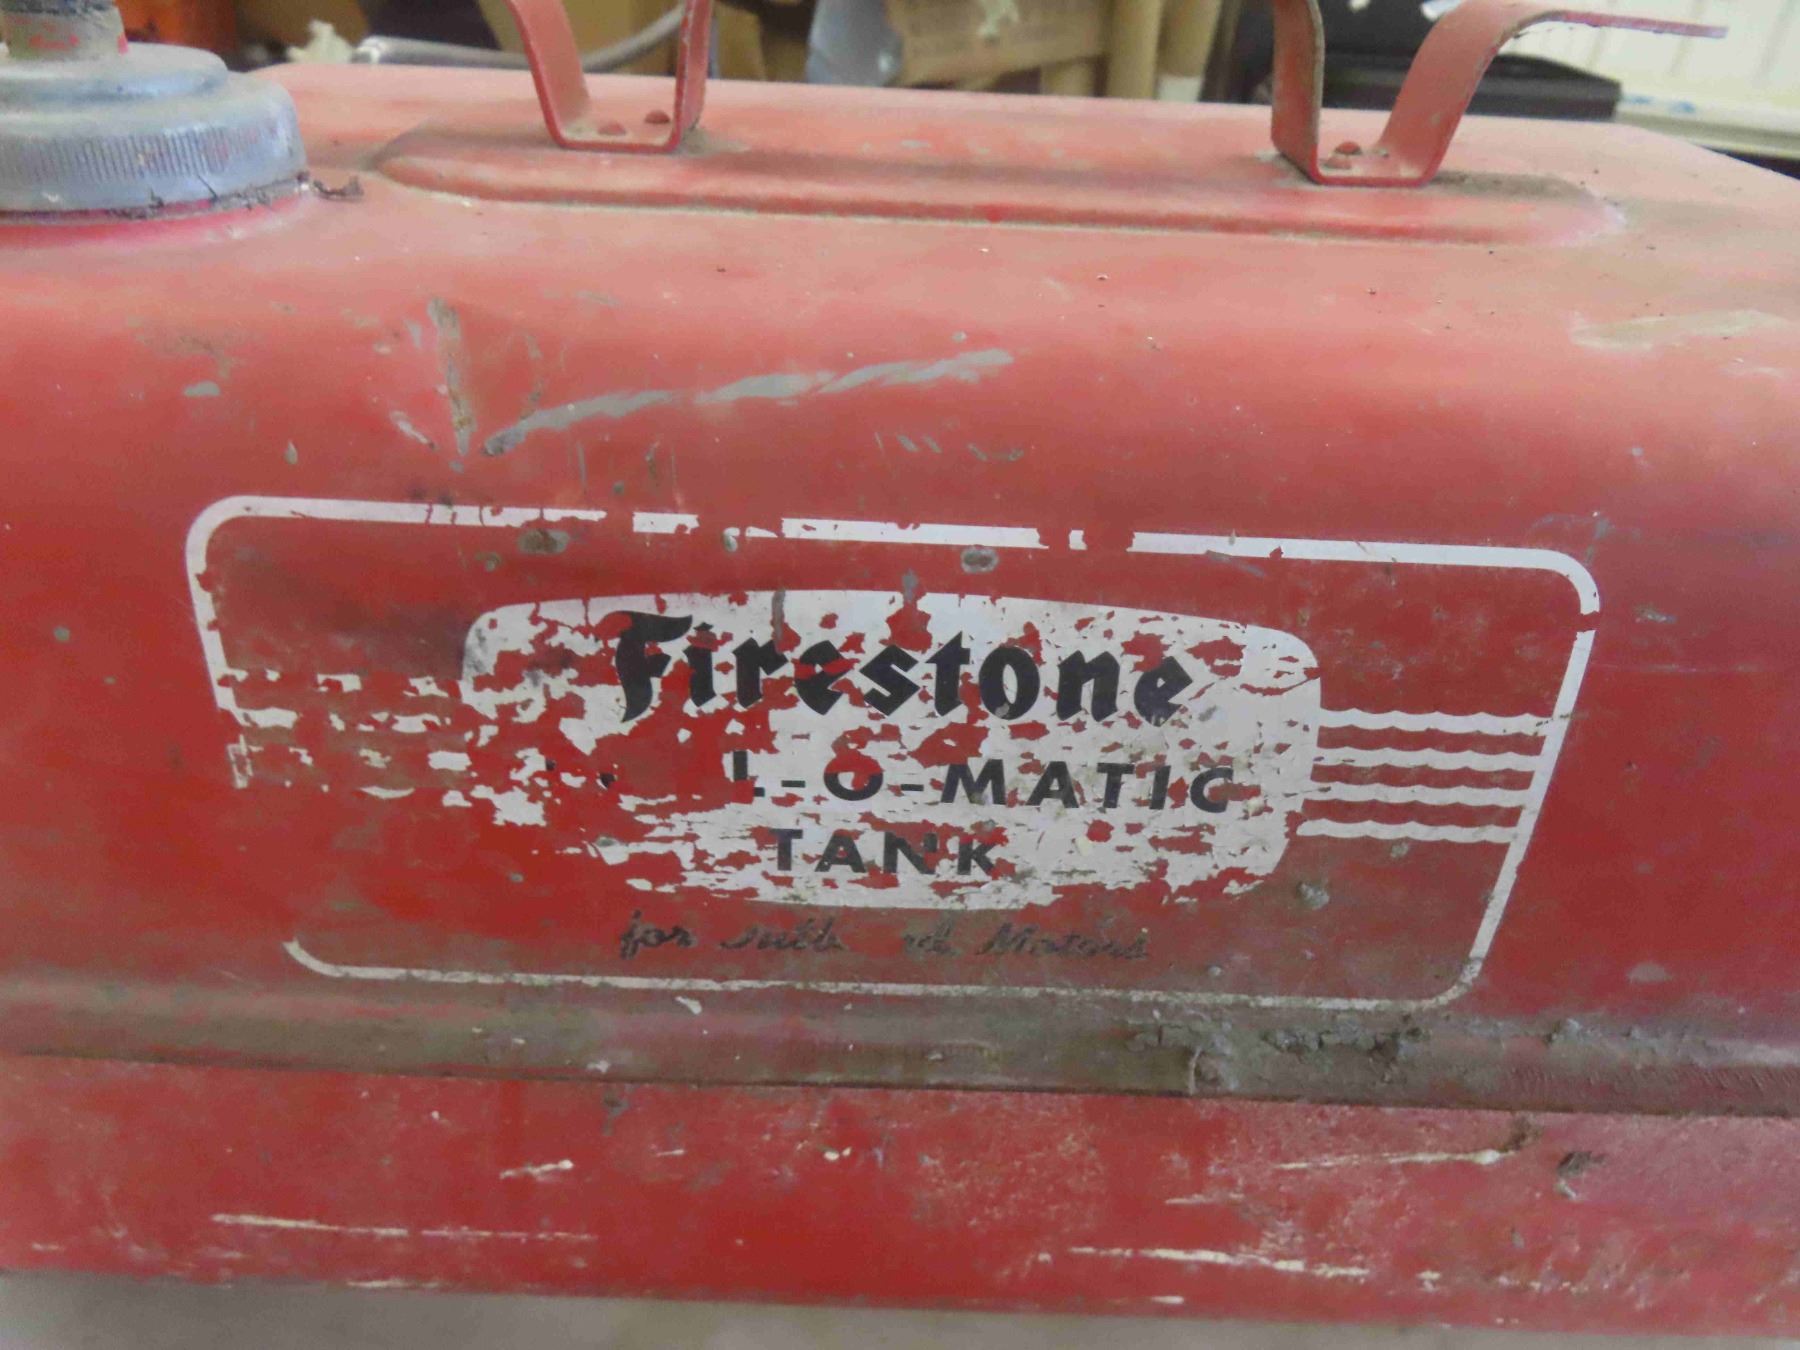 Firestone
L-O-MATIC
TANK
for Motors